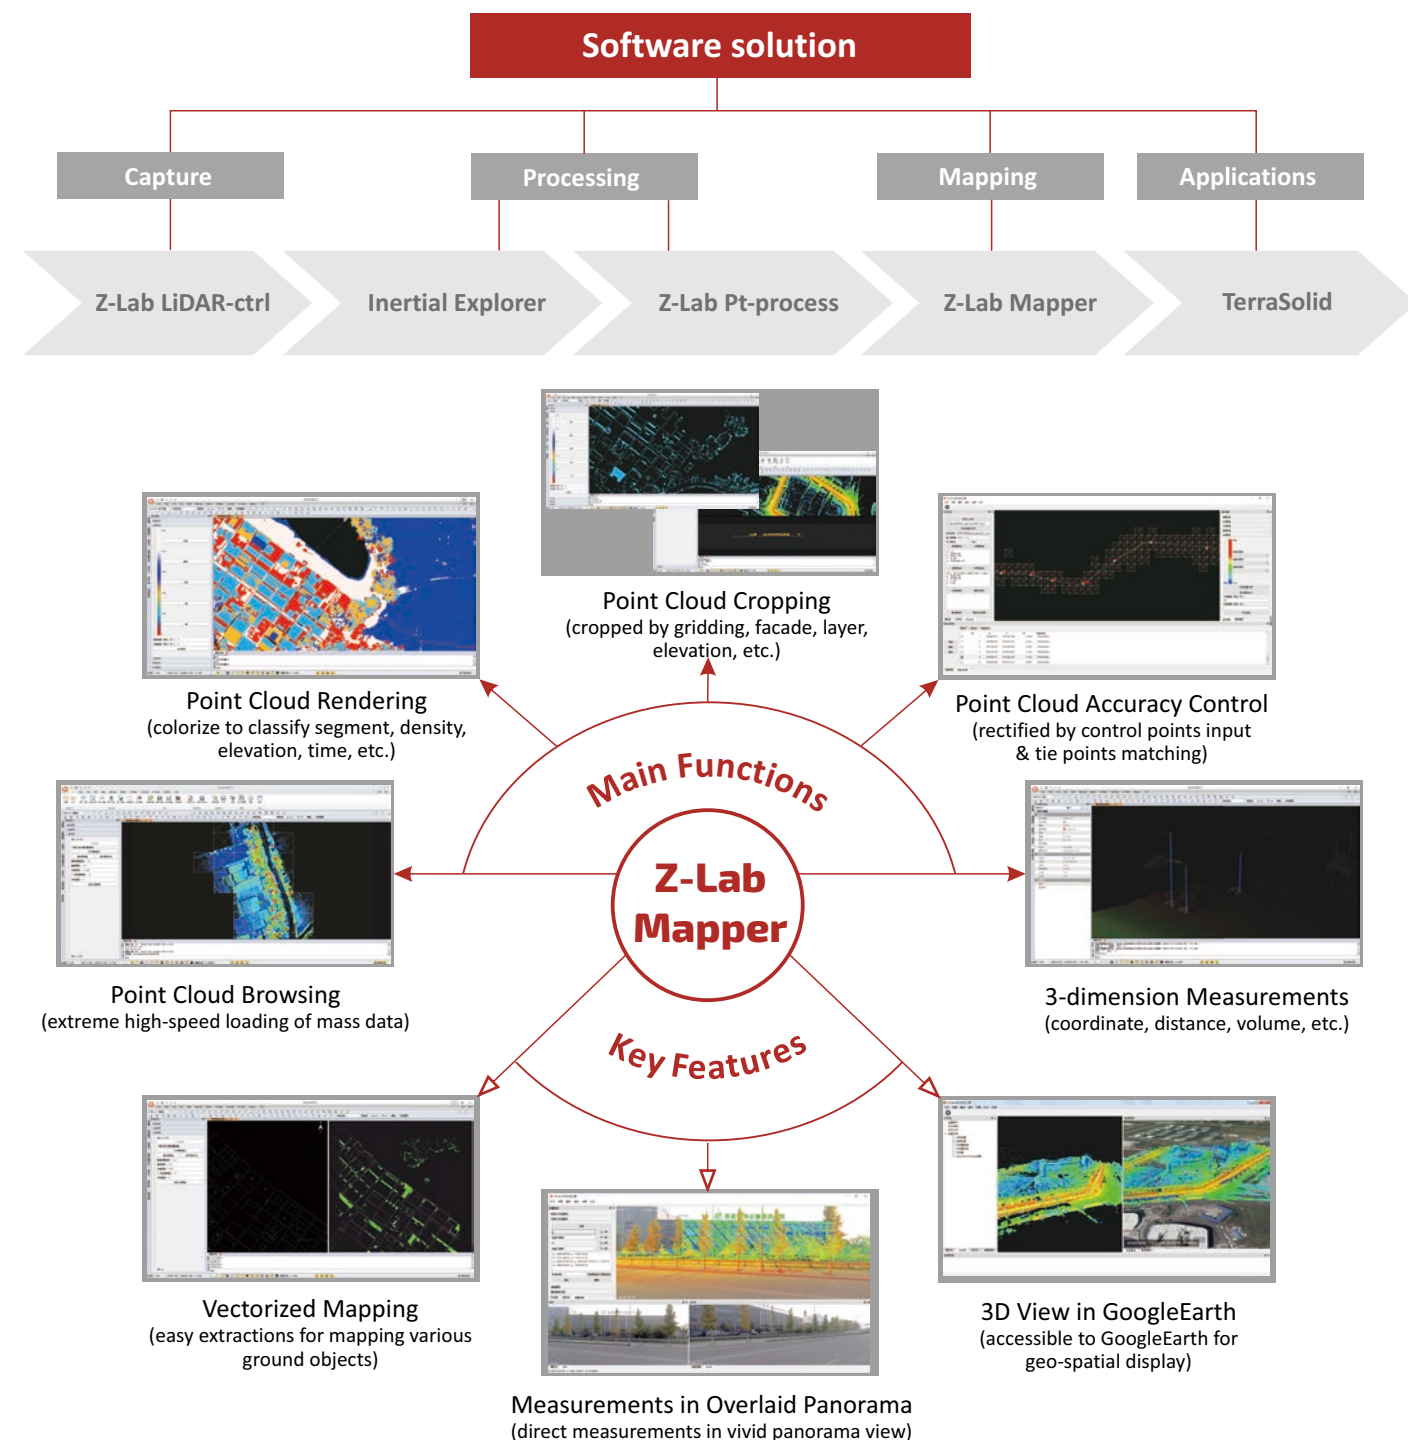 Software solution
Capture
Processing
Mapping
Applications
Z-Lab LiDAR-ctrl
Inertial Explorer
Z-Lab Pt-process
Z-Lab Mapper
TerraSolid
Point Cloud Cropping
(cropped by gridding, facade, layer,
elevation, etc.)
Point Cloud Rendering
(colorize to classify segment, density,
elevation, time, etc.)
Point Cloud Accuracy Control
(rectified by control points input
& tie points matching)
Main Functions
Z-Lab
Mapper
Key Features
Point Cloud Browsing
(extreme high-speed loading of mass data)
3-dimension Measurements
(coordinate, distance, volume, etc.)
Vectorized Mapping
(easy extractions for mapping various
ground objects)
3D View in GoogleEarth
(accessible to GoogleEarth for
geo-spatial display)
Measurements in Overlaid Panorama
(direct measurements in vivid panorama view)